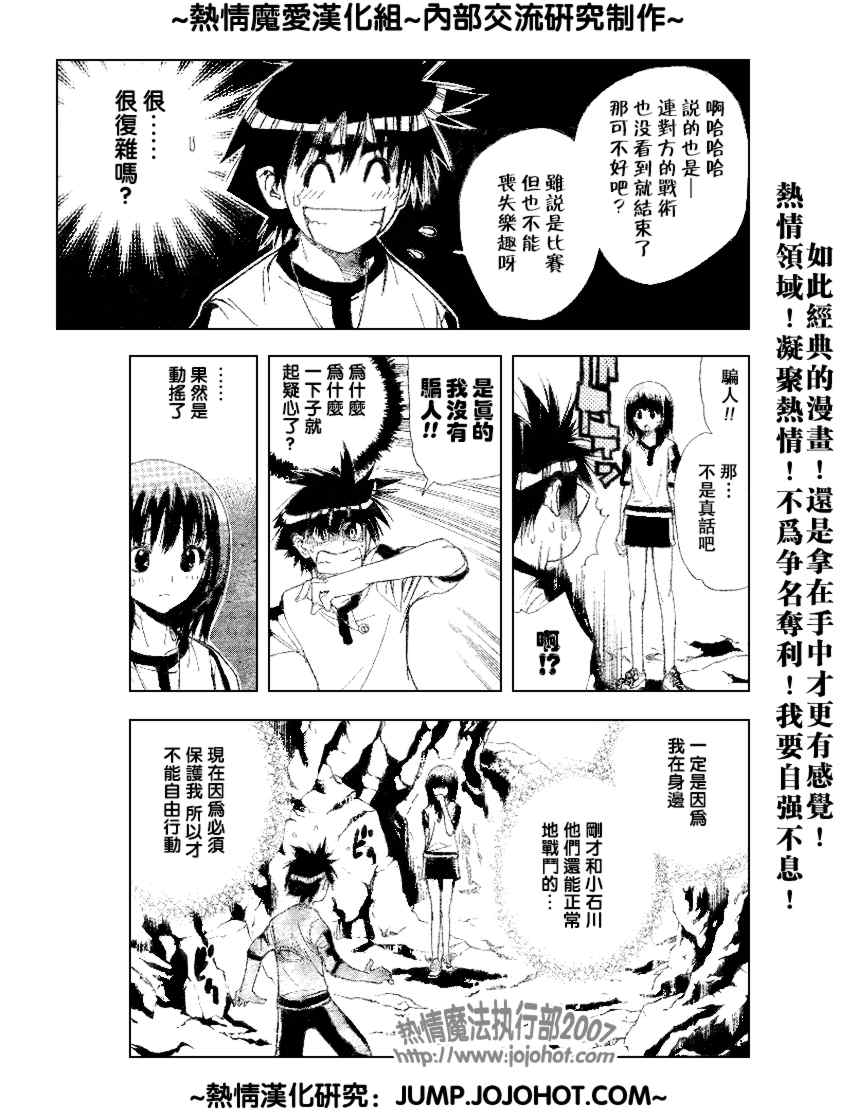 ~熱情魔愛漢化組~內部交流研究制作~
啊哈哈哈
説的也是—
連對方的戰術
也没看到就結束了
那可不好吧？
雖説是比賽
但也不能
喪失樂趣呀
很……
很復雜嗎？
騙人!!
那…
不是真話吧
啊!?
是真的
我沒有
騙人!!
爲什麼
爲什麼
一下子就
起疑心了？
……
果然是
動搖了
一定是因爲
我在身邊
剛才和小石川
他們還能正常
地戰鬥的…
現在因爲必須
保護我 所以才
不能自由行動
如此經典的漫畫！還是拿在手中才更有感覺！
熱情領域！凝聚熱情！不爲争名奪利！我要自强不息！
热情魔法执行部2007
http://www.jojohot.com
~熱情漢化研究：JUMP.JOJOHOT.COM~